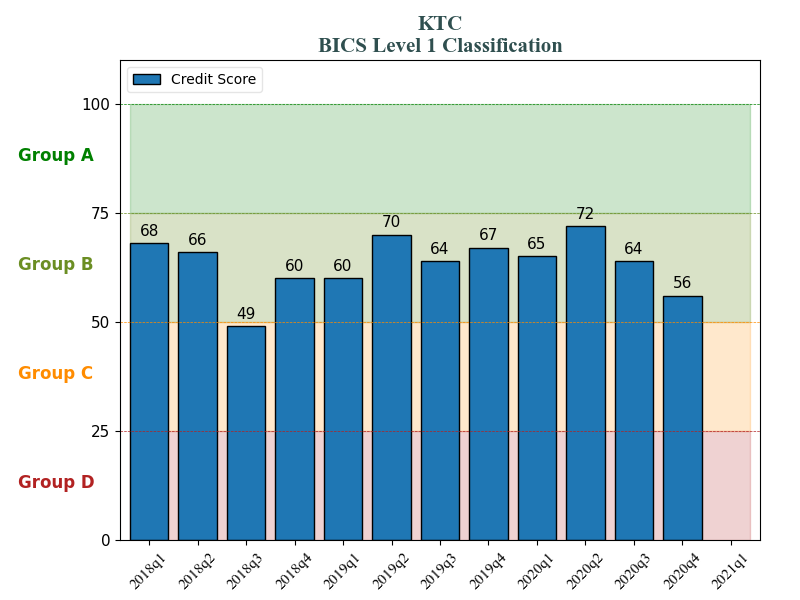 KTC
BICS Level 1 Classification
Credit Score
100
Group A
75
72
70
68
66
67
65
64
64
60
60
56
Group B
50
49
Group C
25
Group D
0
2018q1
2018q2
2018q3
2018q4
2019q1
2019q2
2019q3
2019q4
2020q1
2020q2
2020q3
2020q4
2021q1